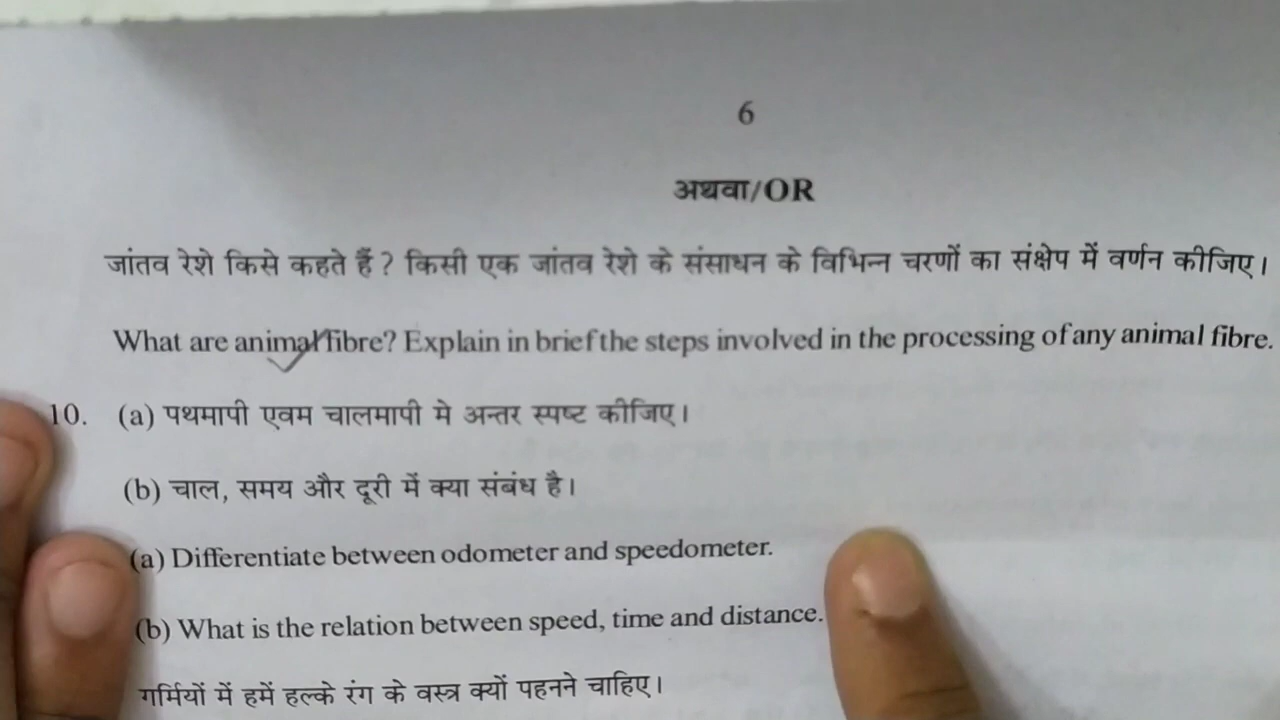 6
अथवा/OR
जांतव रेशे किसे कहते हैं? किसी एक जांतव रेशे के संसाधन के विभिन्न चरणों का संक्षेप में वर्णन कीजिए।
What are animal fibre? Explain in brief the steps involved in the processing of any animal fibre.
10. (a) पथमापी एवम चालमापी मे अन्तर स्पष्ट कीजिए।
(b) चाल, समय और दूरी में क्या संबंध है।
(a) Differentiate between odometer and speedometer.
(b) What is the relation between speed, time and distance.
गर्मियों में हमें हल्के रंग के वस्त्र क्यों पहनने चाहिए।